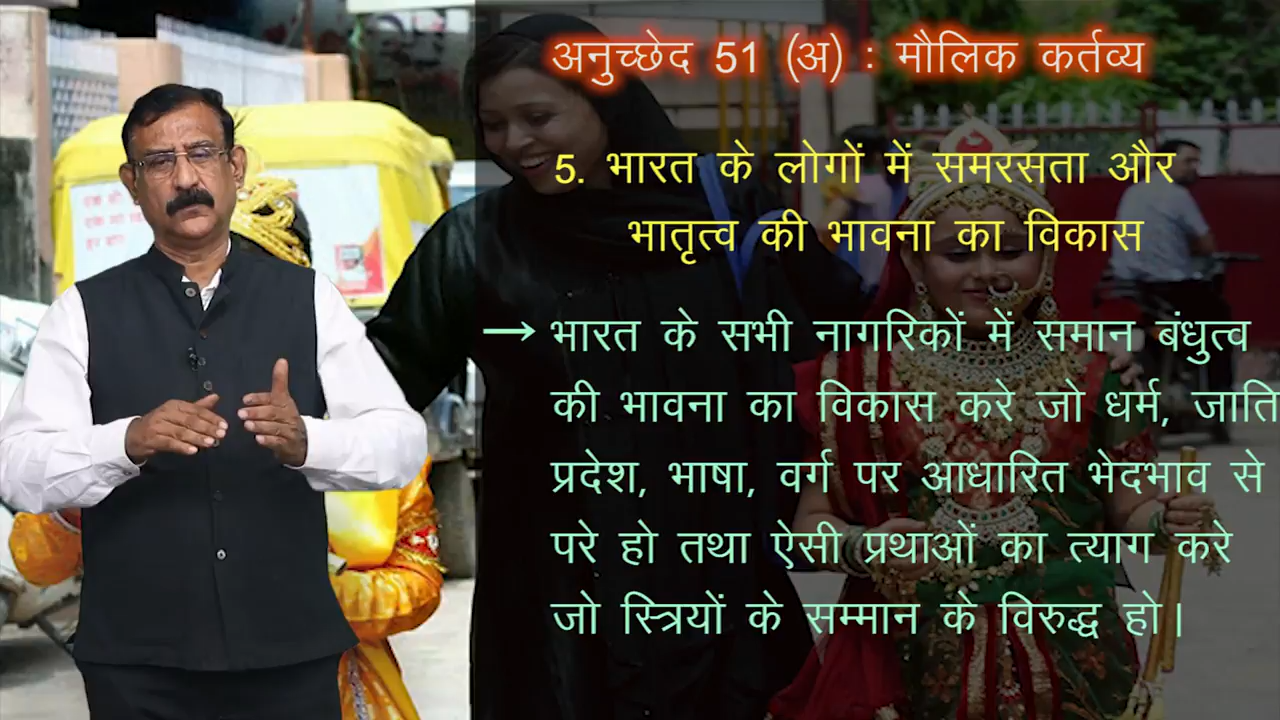 अनुच्छेद 51 (अ) : मौलिक कर्तव्य
5. भारत के लोगों में समरसता और
भातृत्व की भावना का विकास
→ भारत के सभी नागरिकों में समान बंधुत्व
की भावना का विकास करे जो धर्म, जाति
प्रदेश, भाषा, वर्ग पर आधारित भेदभाव से
परे हो तथा ऐसी प्रथाओं का त्याग करे
जो स्त्रियों के सम्मान के विरुद्ध हो।